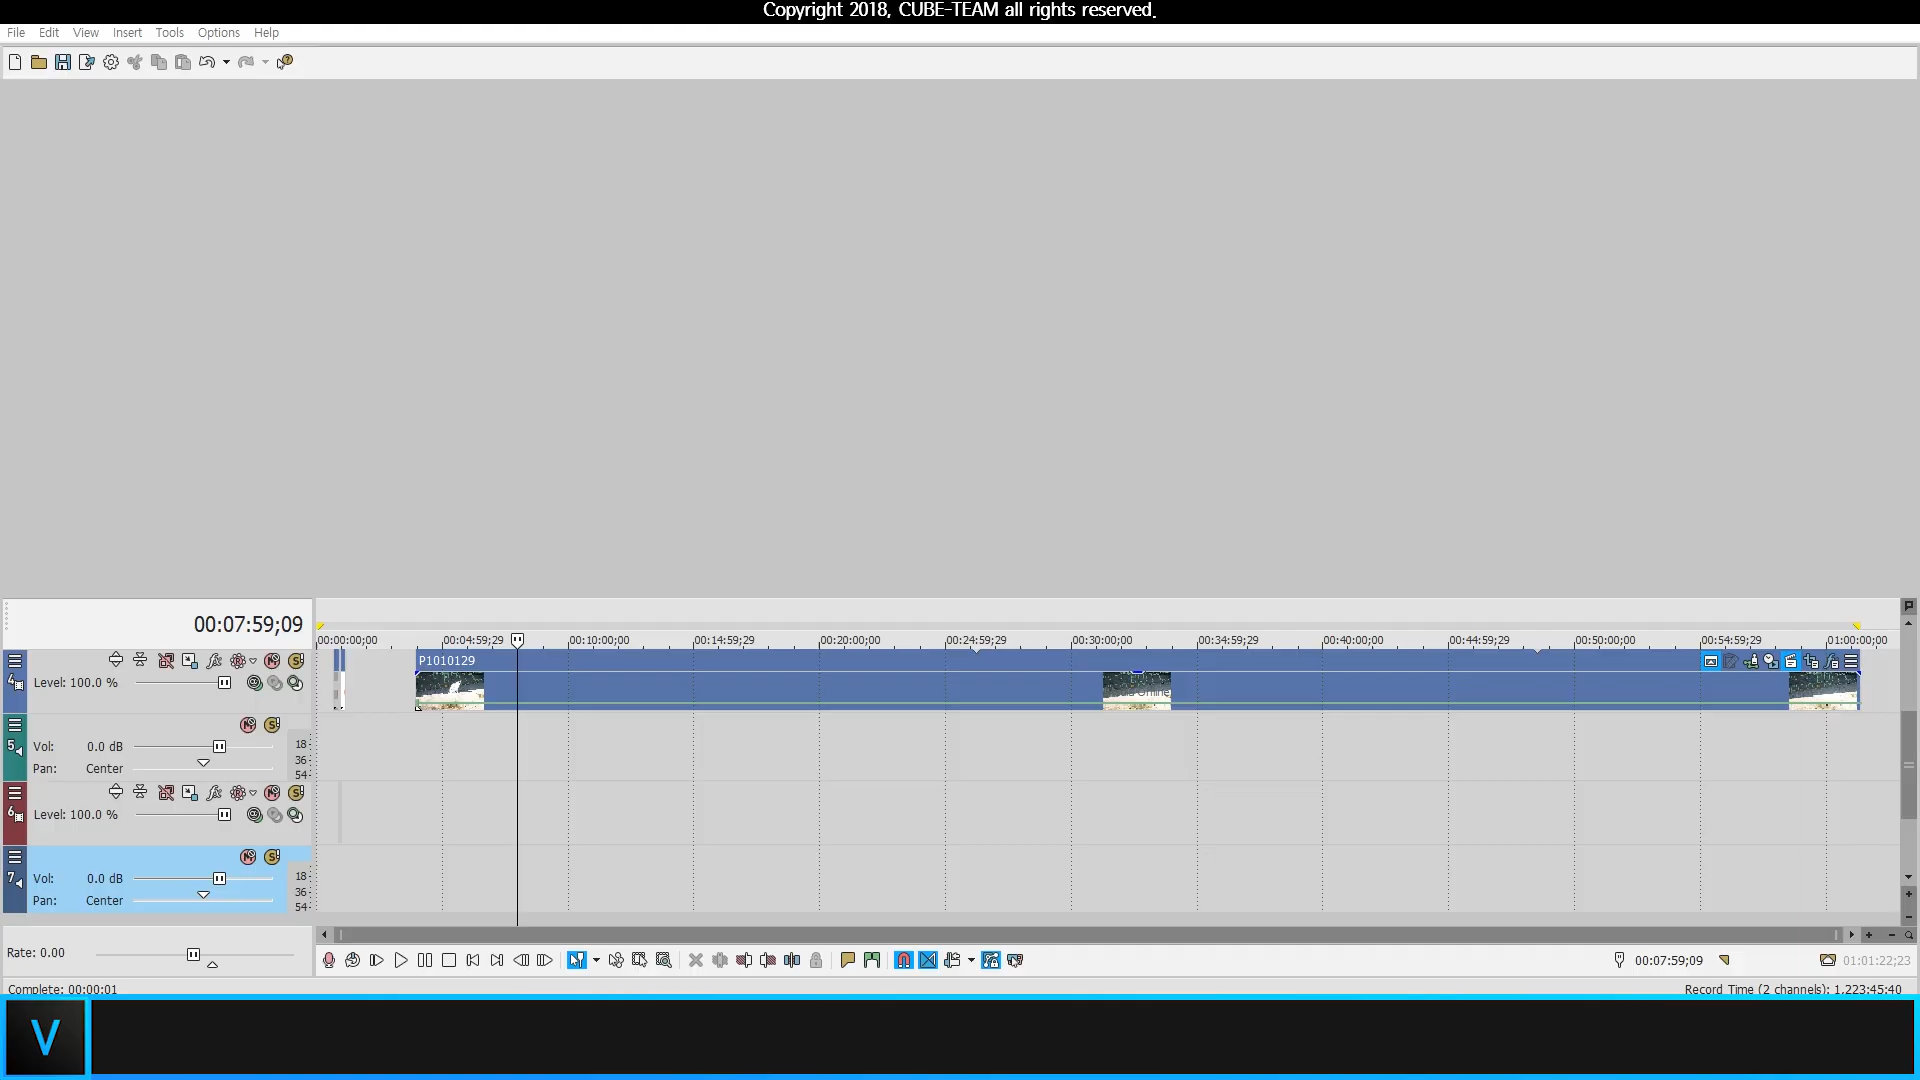 Copyright 2018, CUBE-TEAM all rights reserved.
File Edit View Insert Tools Options Help
00:07:59;09
00:00:00;00 00:04:59;29 00:10:00;00 00:14:59;29 00:20:00;00 00:24:59;29 00:30:00;00 00:34:59;29 00:40:00;00 00:44:59;29 00:50:00;00 00:54:59;29 01:00:00;00
P1010129
4
Level: 100.0 %
5
Vol: 0.0 dB
Pan: Center
18
36
54
6
Level: 100.0 %
7
Vol: 0.0 dB
Pan: Center
18
36
54
Rate: 0.00
00:07:59;09
01:01:22;23
Complete: 00:00:01
Record Time (2 channels): 1,223:45:40
V